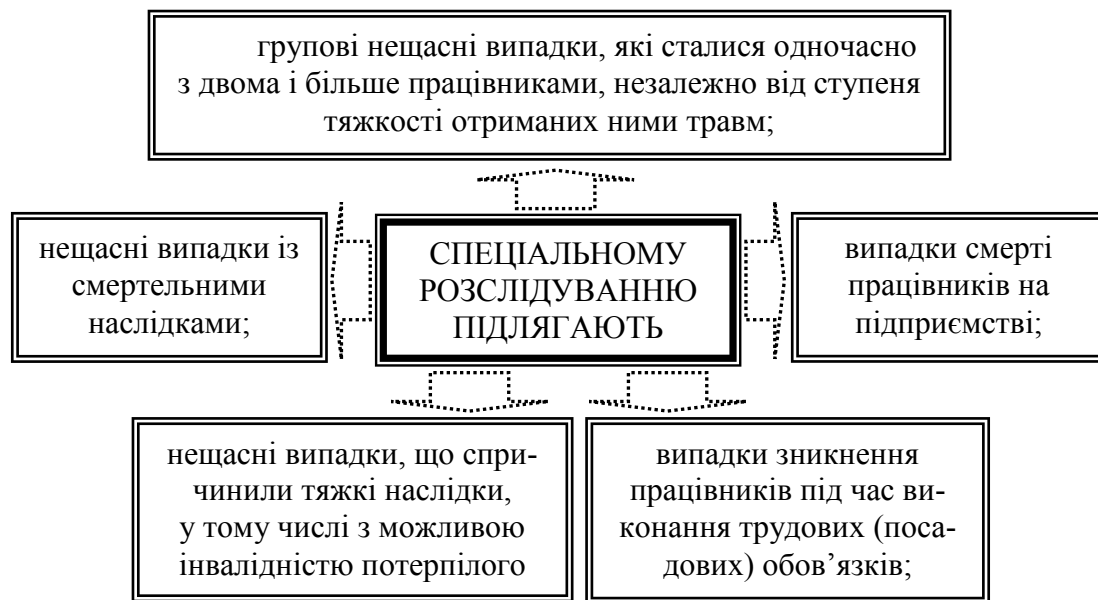 групові нещасні випадки, які сталися одночасно
з двома і більше працівниками, незалежно від ступеня
тяжкості отриманих ними травм;
нещасні випадки із
смертельними
наслідками;
СПЕЦІАЛЬНОМУ
РОЗСЛІДУВАННЮ
ПІДЛЯГАЮТЬ
випадки смерті
працівників на
підприємстві;
нещасні випадки, що спри-
чинили тяжкі наслідки,
у тому числі з можливою
інвалідністю потерпілого
випадки зникнення
працівників під час ви-
конання трудових (поса-
дових) обов’язків;